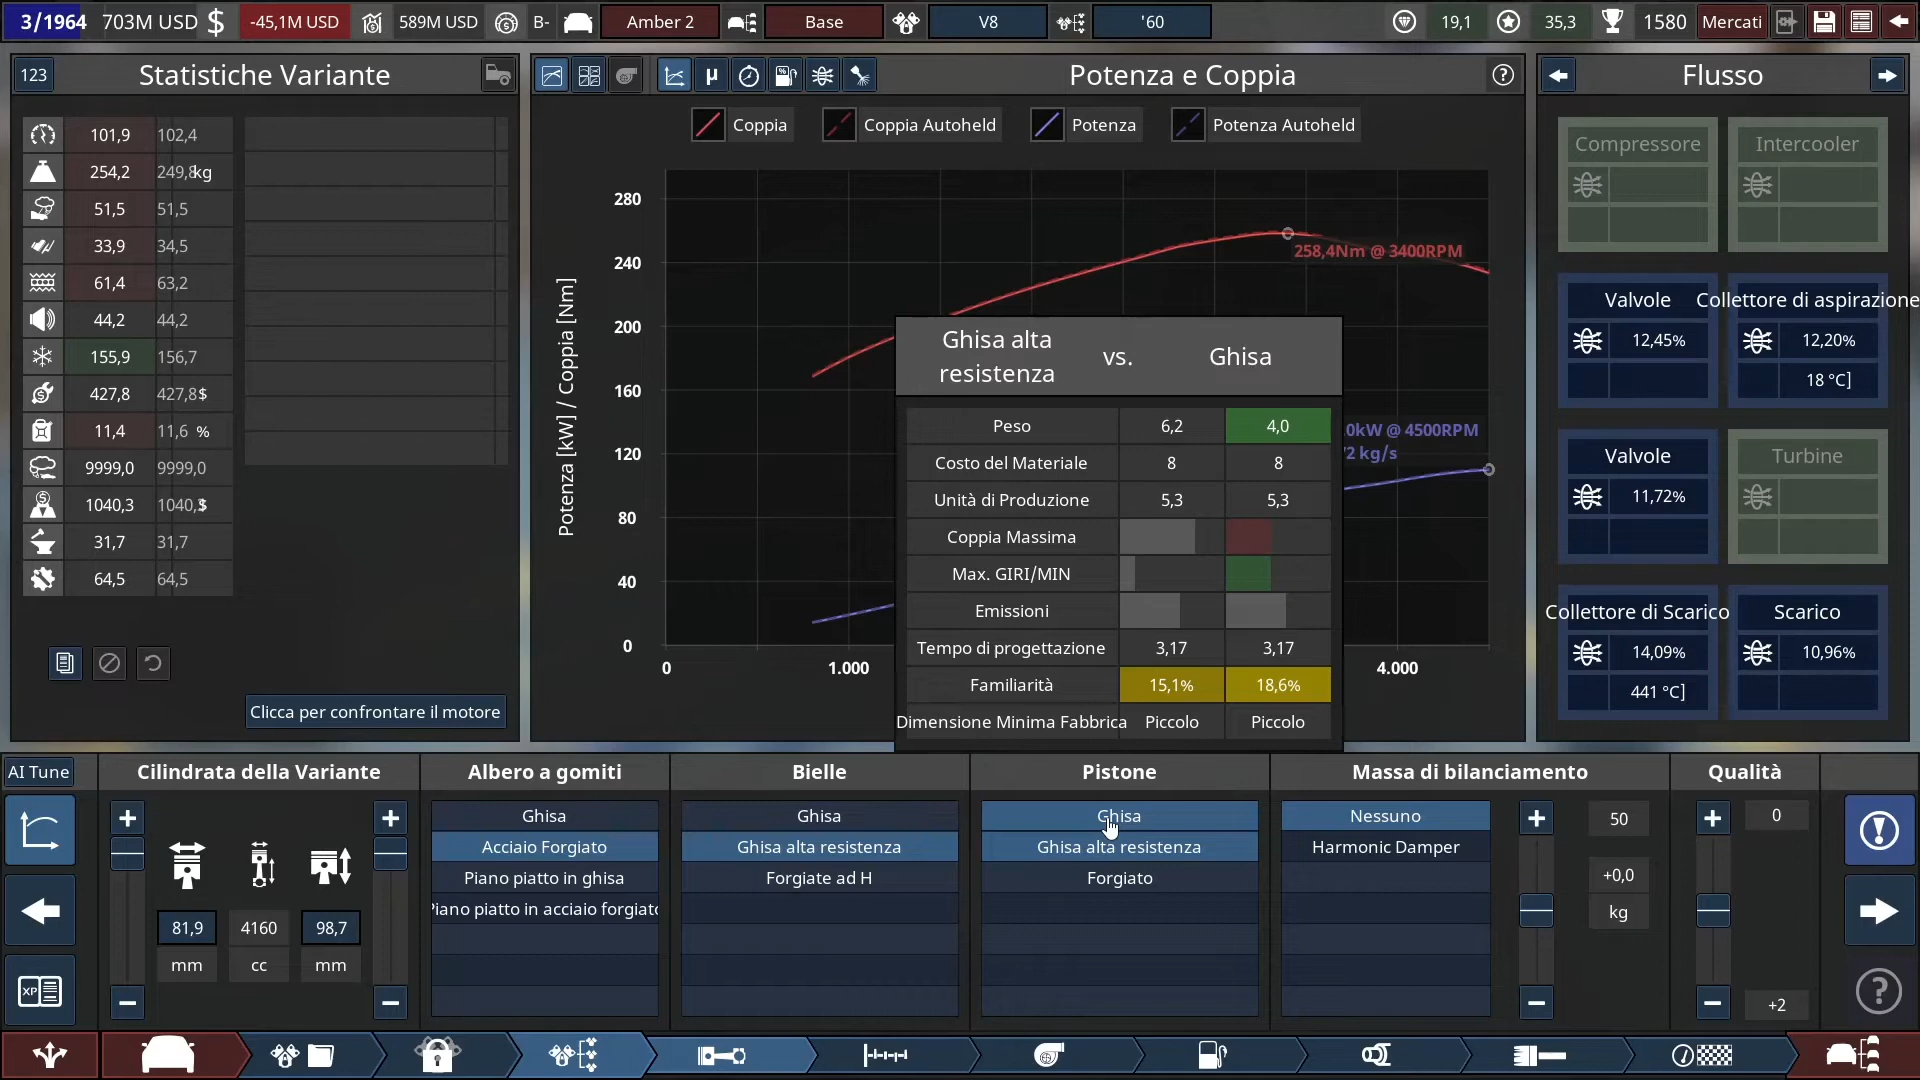 3/1964
703M USD
$
-45,1M USD
589M USD
B-
Amber 2
Base
V8
'60
19,1
35,3
1580
Mercati
123
Statistiche Variante
101,9 102,4
254,2 249,8kg
51,5 51,5
33,9 34,5
61,4 63,2
44,2 44,2
155,9 156,7
427,8 427,8$
11,4 11,6 %
9999,0 9999,0
1040,3 1040,3$
31,7 31,7
64,5 64,5
Clicca per confrontare il motore
µ
Potenza e Coppia
?
Coppia
Coppia Autoheld
Potenza
Potenza Autoheld
Potenza [kW] / Coppia [Nm]
280
240
200
160
120
80
40
0
0
1.000
4.000
258,4Nm @ 3400RPM
0kW @ 4500RPM
2 kg/s
Ghisa alta
resistenza
vs.
Ghisa
Peso 6,2 4,0
Costo del Materiale 8 8
Unità di Produzione 5,3 5,3
Coppia Massima
Max. GIRI/MIN
Emissioni
Tempo di progettazione 3,17 3,17
Familiarità 15,1% 18,6%
Dimensione Minima Fabbrica Piccolo Piccolo
Flusso
Compressore
Intercooler
Valvole
12,45%
Collettore di aspirazione
12,20%
18 °C]
Valvole
11,72%
Turbine
Collettore di Scarico
14,09%
441 °C]
Scarico
10,96%
AI Tune
XP
Cilindrata della Variante
+
+
81,9
4160
98,7
mm
cc
mm
−
−
Albero a gomiti
Ghisa
Acciaio Forgiato
Piano piatto in ghisa
Piano piatto in acciaio forgiato
Bielle
Ghisa
Ghisa alta resistenza
Forgiate ad H
Pistone
Ghisa
Ghisa alta resistenza
Forgiato
Massa di bilanciamento
Nessuno
Harmonic Damper
+
50
+0,0
kg
−
Qualità
+
0
+2
−
?